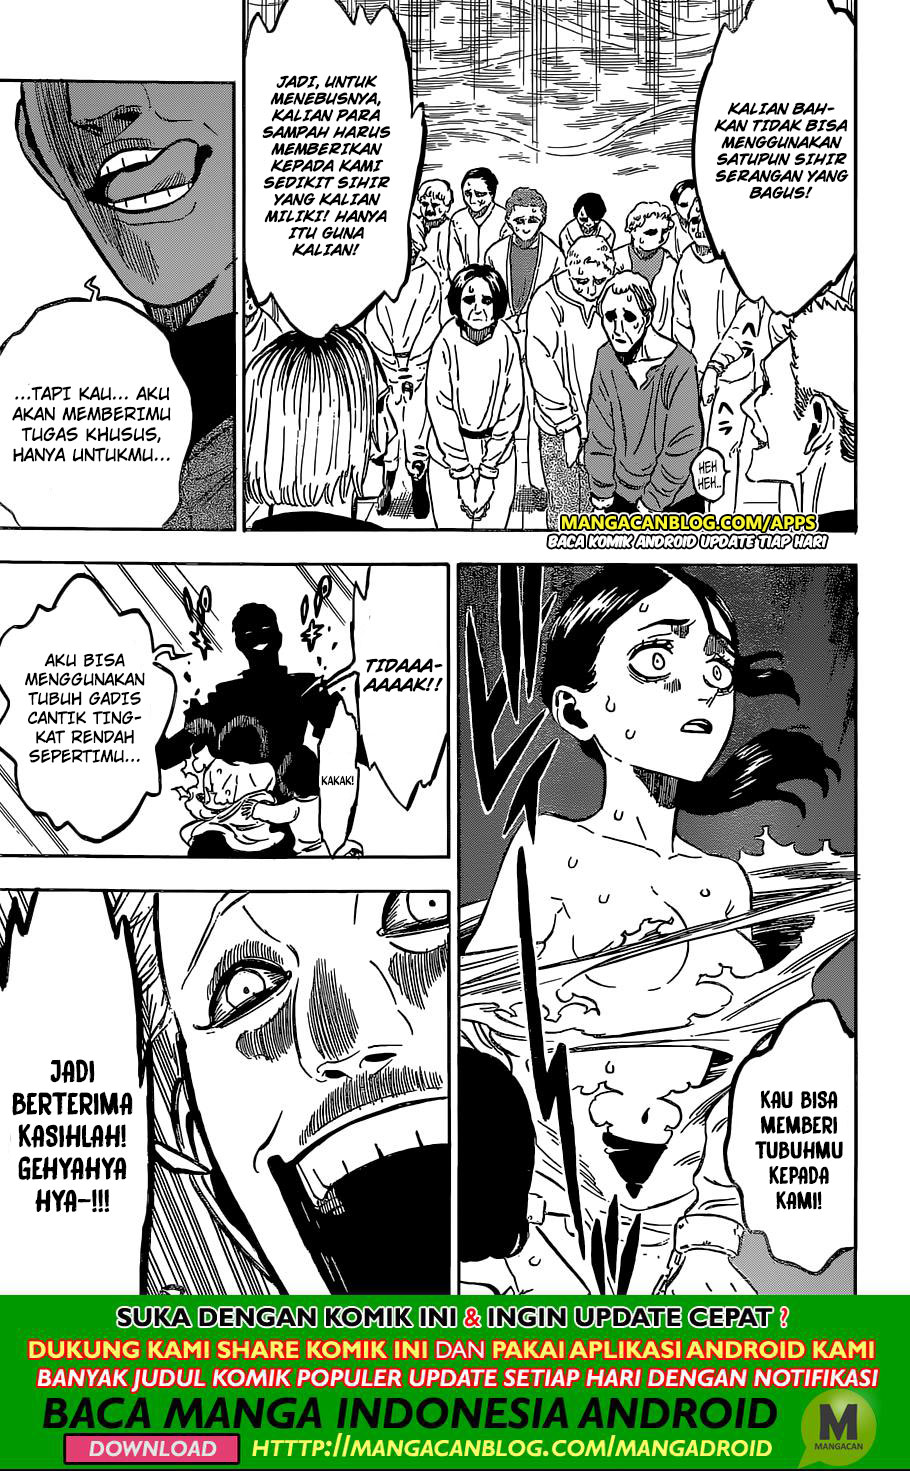 KALIAN BAH-
KAN TIDAK BISA
MENGGUNAKAN
SATUPUN SIHIR
SERANGAN YANG
BAGUS!
JADI, UNTUK
MENEBUSNYA,
KALIAN PARA
SAMPAH HARUS
MEMBERIKAN
KEPADA KAMI
SEDIKIT SIHIR
YANG KALIAN
MILIKI! HANYA
ITU GUNA
KALIAN!
HEH
HEH..
MANGACANBLOG.COM/APPS
BACA KOMIK ANDROID UPDATE TIAP HARI
...TAPI KAU... AKU
AKAN MEMBERIMU
TUGAS KHUSUS,
HANYA UNTUKMU...
KAU BISA
MEMBERI
TUBUHMU
KEPADA
KAMI!
TIDAAA-
AAAAAK!!
KAKAK!
AKU BISA
MENGGUNAKAN
TUBUH GADIS
CANTIK TING-
KAT RENDAH
SEPERTIMU...
JADI
BERTERIMA
KASIHLAH!
GEHYAHYA
HYA-!!!
SUKA DENGAN KOMIK INI & INGIN UPDATE CEPAT ?
DUKUNG KAMI SHARE KOMIK INI DAN PAKAI APLIKASI ANDROID KAMI
BANYAK JUDUL KOMIK POPULER UPDATE SETIAP HARI DENGAN NOTIFIKASI
BACA MANGA INDONESIA ANDROID
DOWNLOAD HTTTP://MANGACANBLOG.COM/MANGADROID
M
MANGACAN